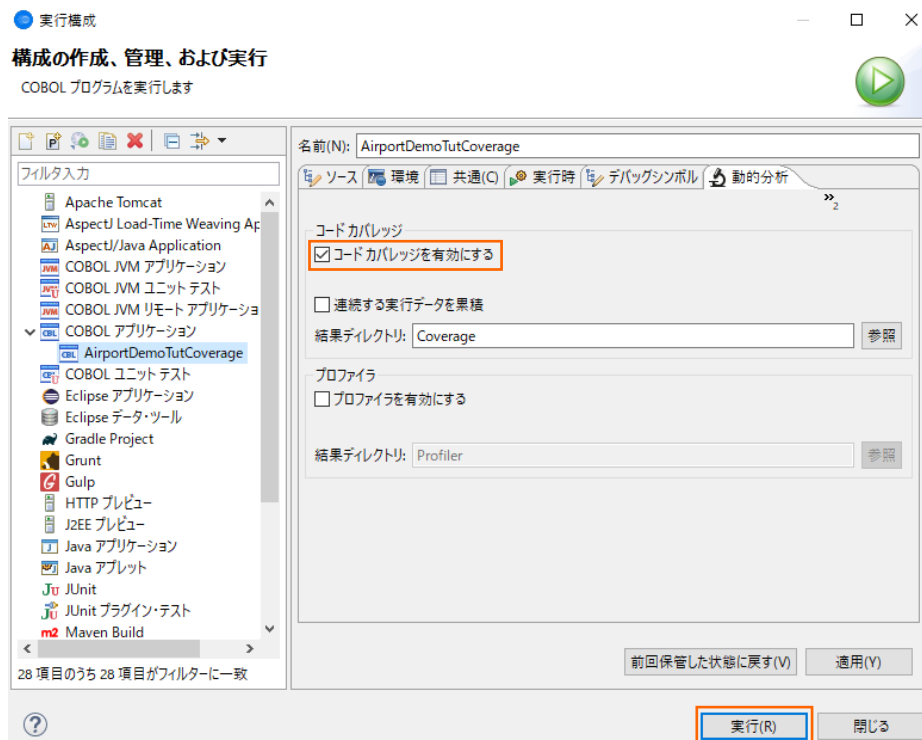 実行構成
構成の作成、管理、および実行
COBOL プログラムを実行します
フィルタ入力
Apache Tomcat
AspectJ Load-Time Weaving Ap
AspectJ/Java Application
COBOL JVM アプリケーション
COBOL JVM ユニット テスト
COBOL JVM リモート アプリケーショ
COBOL アプリケーション
AirportDemoTutCoverage
COBOL ユニット テスト
Eclipse アプリケーション
Eclipse データ・ツール
Gradle Project
Grunt
Gulp
HTTP プレビュー
J2EE プレビュー
Java アプリケーション
Java アプレット
JUnit
JUnit プラグイン・テスト
Maven Build
28 項目のうち 28 項目がフィルターに一致
名前(N): AirportDemoTutCoverage
ソース 環境 共通(C) 実行時 デバッグシンボル 動的分析
»2
コード カバレッジ
コード カバレッジを有効にする
連続する実行データを累積
結果ディレクトリ: Coverage 参照
プロファイラ
プロファイラを有効にする
結果ディレクトリ: Profiler 参照
前回保管した状態に戻す(V) 適用(Y)
実行(R) 閉じる